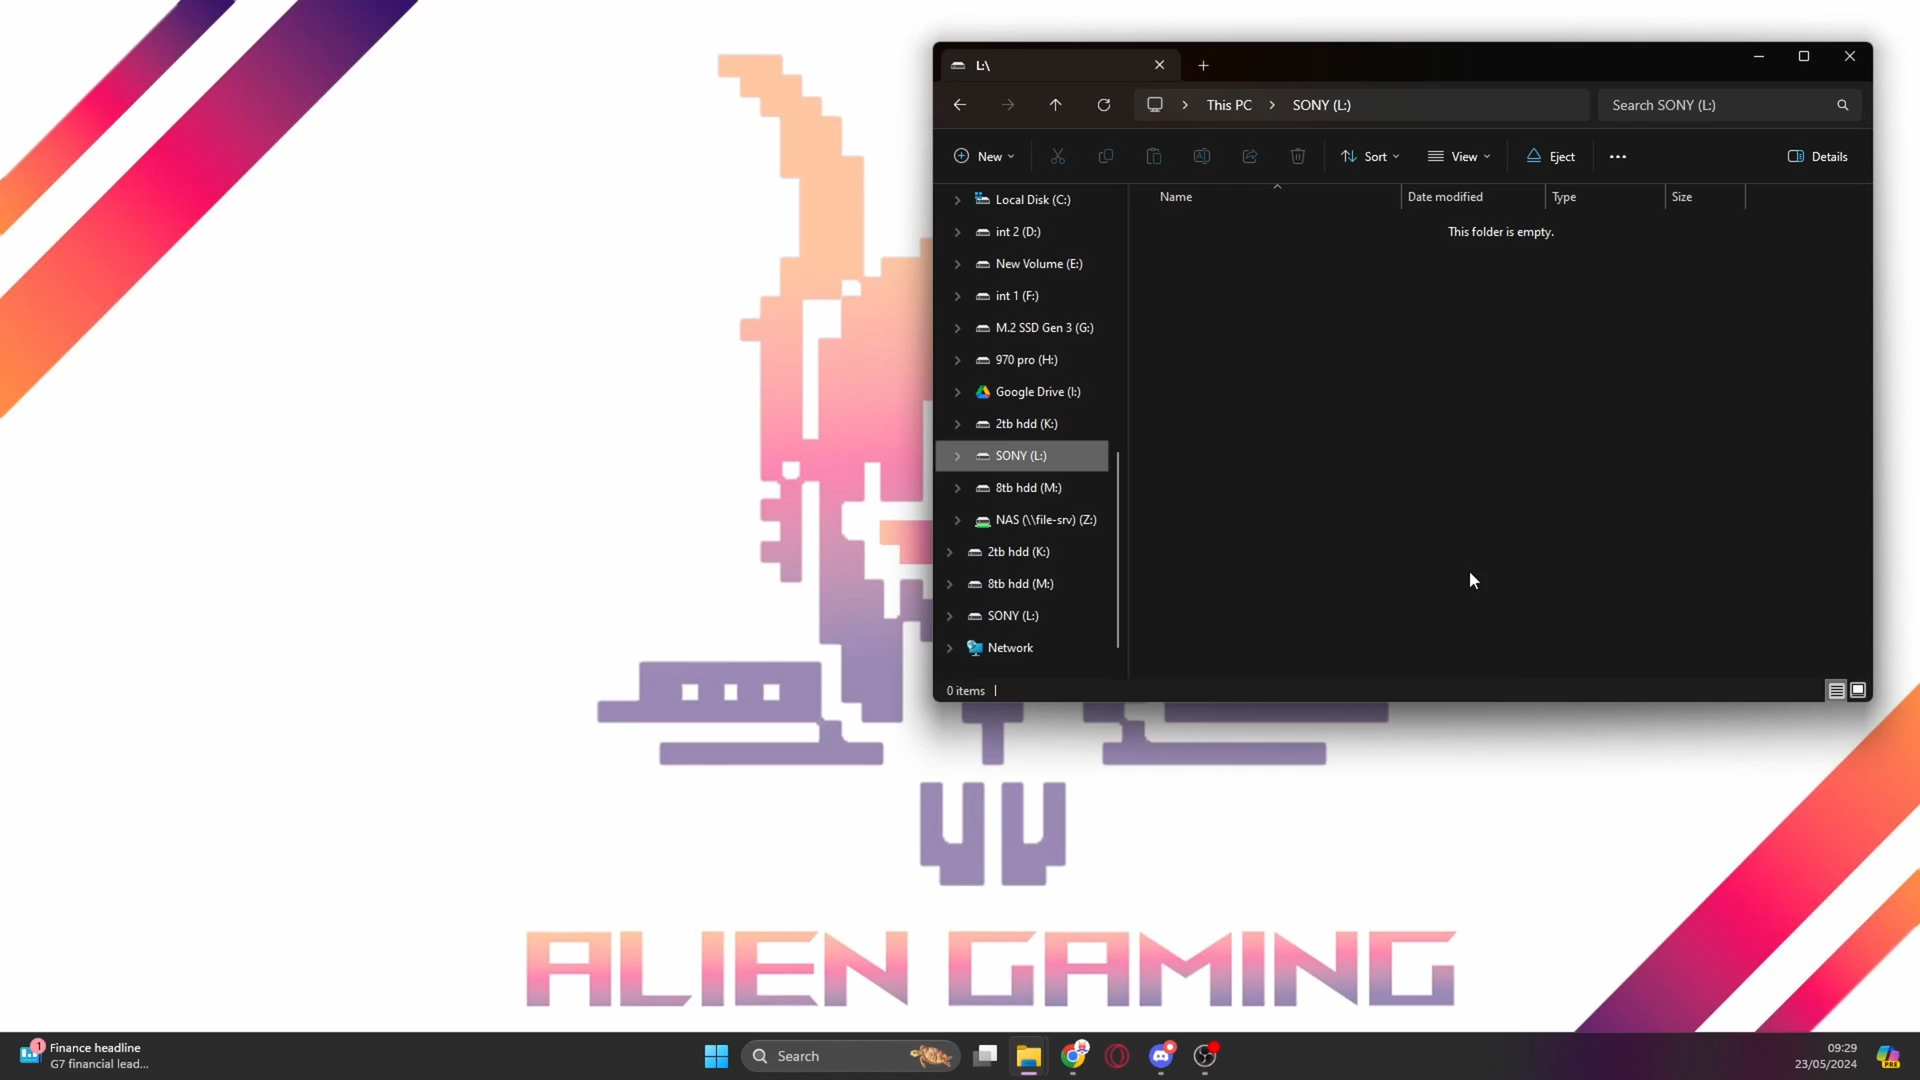 L:\
This PC
SONY (L:)
Search SONY (L:)
New
Sort
View
Eject
Details
Name
Date modified
Type
Size
This folder is empty.
Local Disk (C:)
int 2 (D:)
New Volume (E:)
int 1 (F:)
M.2 SSD Gen 3 (G:)
970 pro (H:)
Google Drive (I:)
2tb hdd (K:)
SONY (L:)
8tb hdd (M:)
NAS (\\file-srv) (Z:)
2tb hdd (K:)
8tb hdd (M:)
SONY (L:)
Network
0 items
ALIEN GAMING
1
Finance headline
G7 financial lead...
Search
09:29
23/05/2024
PRE